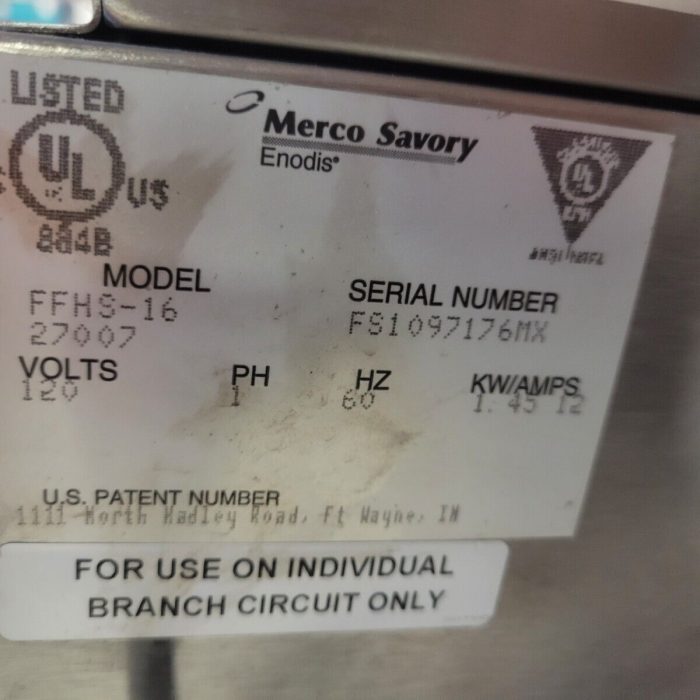 LISTED
UL
US
884B
Merco Savory
Enodis
UL
EPH
MODEL
FFHS-16
27007
SERIAL NUMBER
FS1097176MX
VOLTS
120
PH
1
HZ
60
KW/AMPS
1.45 12
U.S. PATENT NUMBER
1111 North Hadley Road, Ft Wayne, IN
FOR USE ON INDIVIDUAL
BRANCH CIRCUIT ONLY